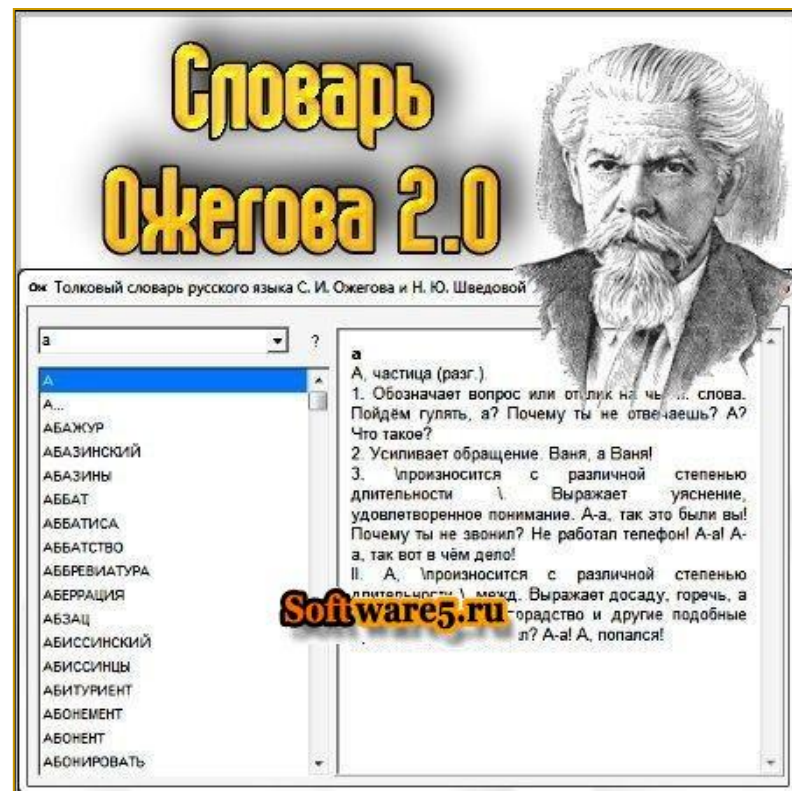 Словарь
Ожегова 2.0
Ож Толковый словарь русского языка С. И. Ожегова и Н. Ю. Шведовой
а
?
А
А...
АБАЖУР
АБАЗИНСКИЙ
АБАЗИНЫ
АББАТ
АББАТИСА
АББАТСТВО
АББРЕВИАТУРА
АБЕРРАЦИЯ
АБЗАЦ
АБИССИНСКИЙ
АБИССИНЦЫ
АБИТУРИЕНТ
АБОНЕМЕНТ
АБОНЕНТ
АБОНИРОВАТЬ
а
А, частица (разг.).
1. Обозначает вопрос или слова.
Пойдём гулять, а? Почему ты не отвечаешь? А?
Что такое?
2. Усиливает обращение. Ваня, а Ваня!
3. \произносится с различной степенью
длительности \. Выражает уяснение,
удовлетворенное понимание. А-а, так это были вы!
Почему ты не звонил? Не работал телефон! А-а! А-
а, так вот в чём дело!
II. А, \произносится с различной степенью
длительности \, межд. Выражает досаду, горечь, а
и другие подобные
А-а! А, попался!
Software5.ru